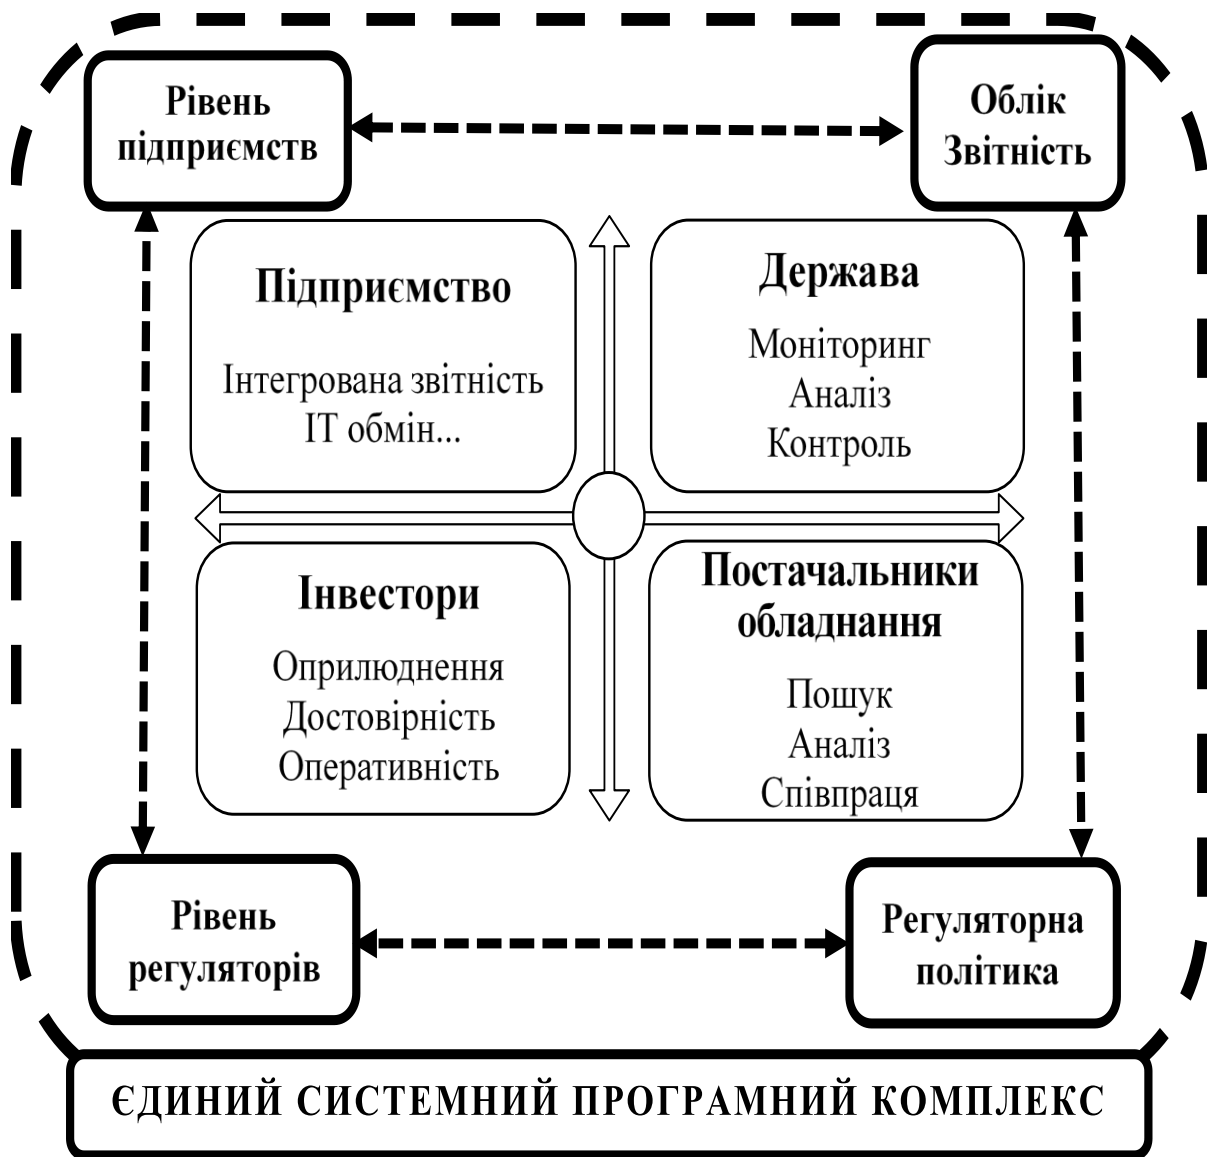 Рівень
підприємств
Облік
Звітність
Підприємство
Інтегрована звітність
ІТ обмін...
Держава
Моніторинг
Аналіз
Контроль
Інвестори
Оприлюднення
Достовірність
Оперативність
Постачальники
обладнання
Пошук
Аналіз
Співпраця
Рівень
регуляторів
Регуляторна
політика
ЄДИНИЙ СИСТЕМНИЙ ПРОГРАМНИЙ КОМПЛЕКС